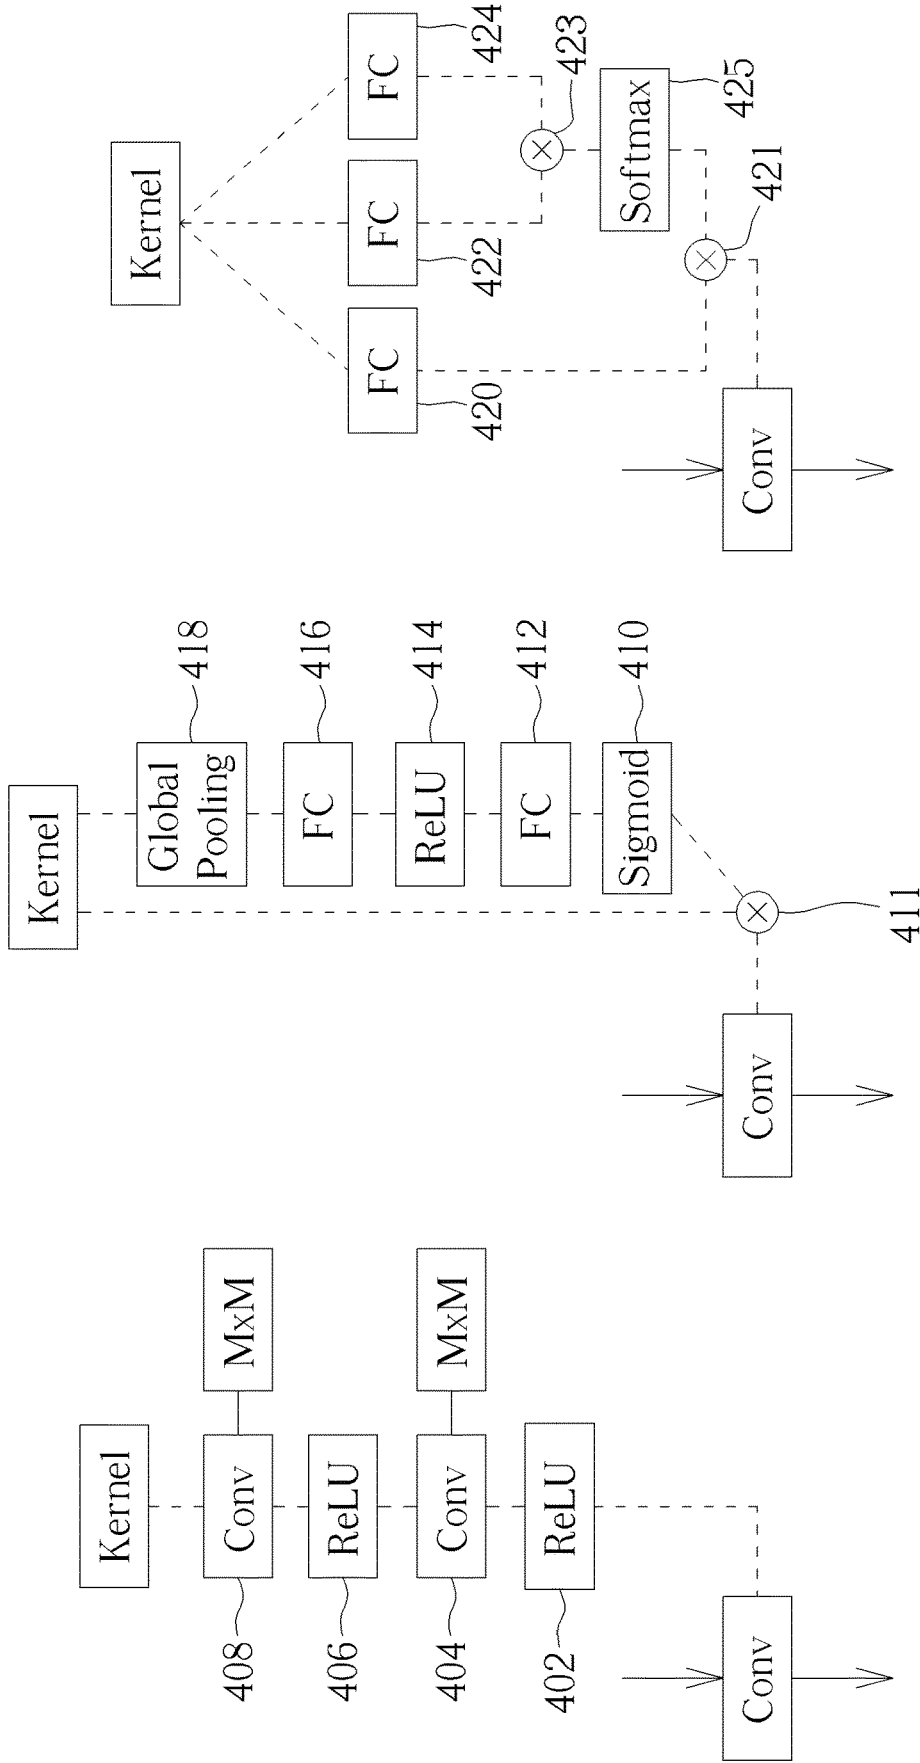 Kernel
408
Conv
MxM
406
ReLU
404
Conv
MxM
402
ReLU
Conv
Kernel
Global
Pooling
418
FC
416
ReLU
414
FC
412
Sigmoid
410
411
Conv
Kernel
FC
420
FC
422
FC
424
423
Softmax
425
421
Conv